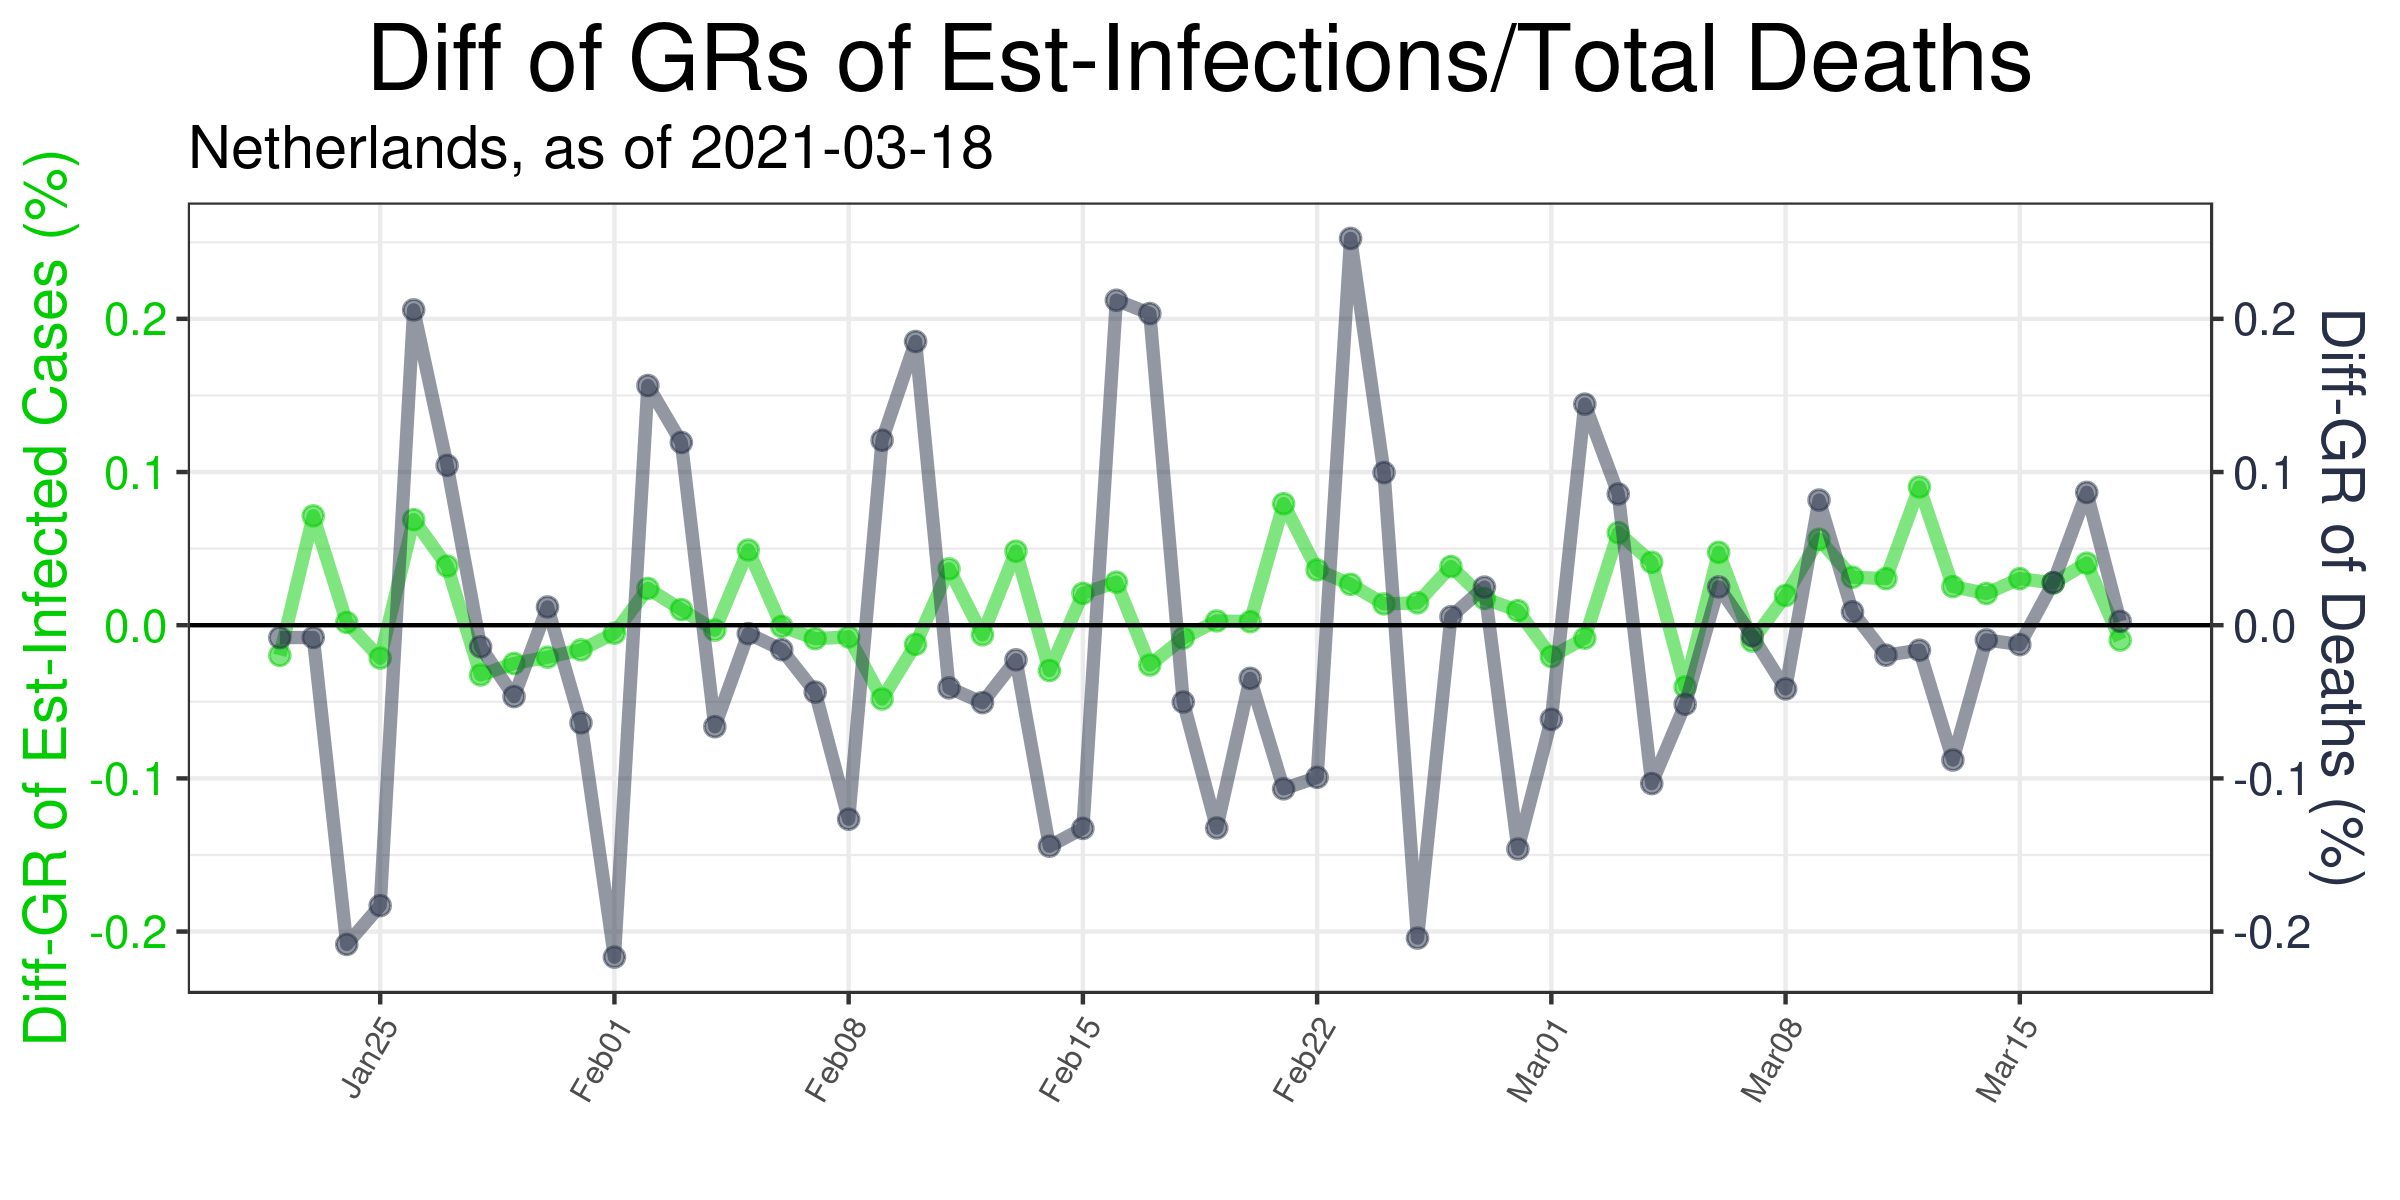 Diff of GRs of Est-Infections/Total Deaths
Netherlands, as of 2021-03-18
Diff-GR of Est-Infected Cases (%)
0.2
0.1
0.0
-0.1
-0.2
0.2
0.1
0.0
-0.1
-0.2
Diff-GR of Deaths (%)
Jan25
Feb01
Feb08
Feb15
Feb22
Mar01
Mar08
Mar15